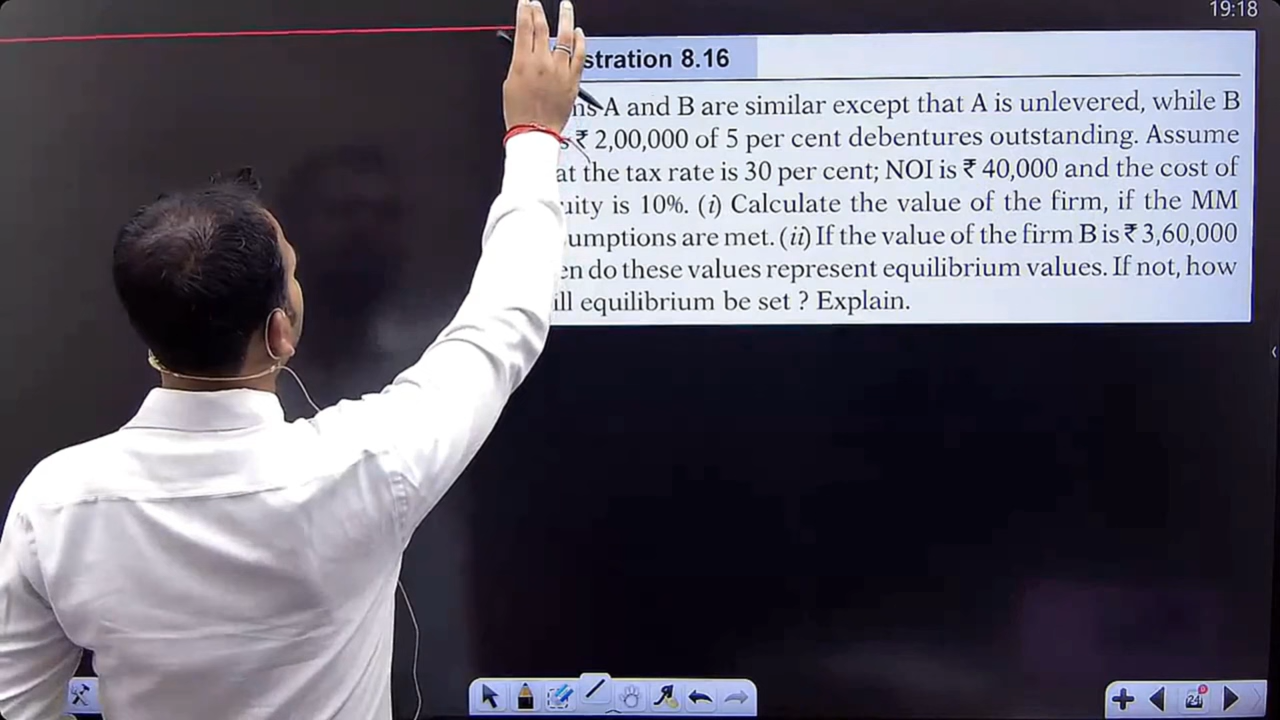 19:18
stration 8.16
ns A and B are similar except that A is unlevered, while B
s ₹ 2,00,000 of 5 per cent debentures outstanding. Assume
at the tax rate is 30 per cent; NOI is ₹ 40,000 and the cost of
uity is 10%. (i) Calculate the value of the firm, if the MM
umptions are met. (ii) If the value of the firm B is ₹ 3,60,000
en do these values represent equilibrium values. If not, how
ill equilibrium be set ? Explain.
24